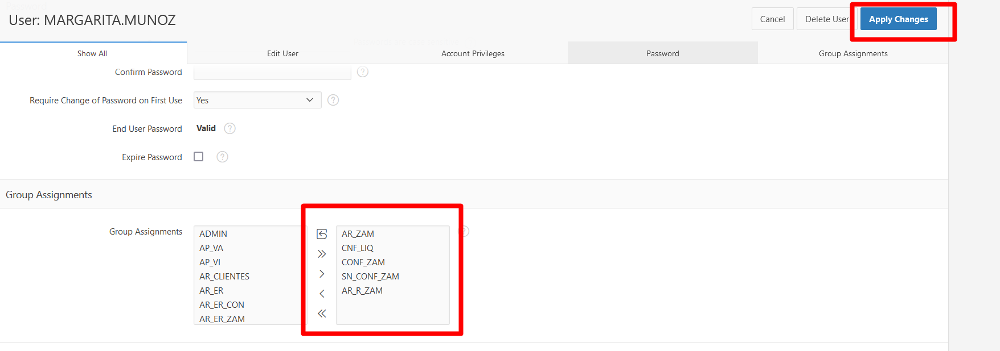 User: MARGARITA.MUNOZ
Cancel
Delete User
Apply Changes
Show All
Edit User
Account Privileges
Password
Group Assignments
Confirm Password
Require Change of Password on First Use
Yes
End User Password
Valid
Expire Password
Group Assignments
Group Assignments
ADMIN
AP_VA
AP_VI
AR_CLIENTES
AR_ER
AR_ER_CON
AR_ER_ZAM
AR_ZAM
CNF_LIQ
CONF_ZAM
SN_CONF_ZAM
AR_R_ZAM